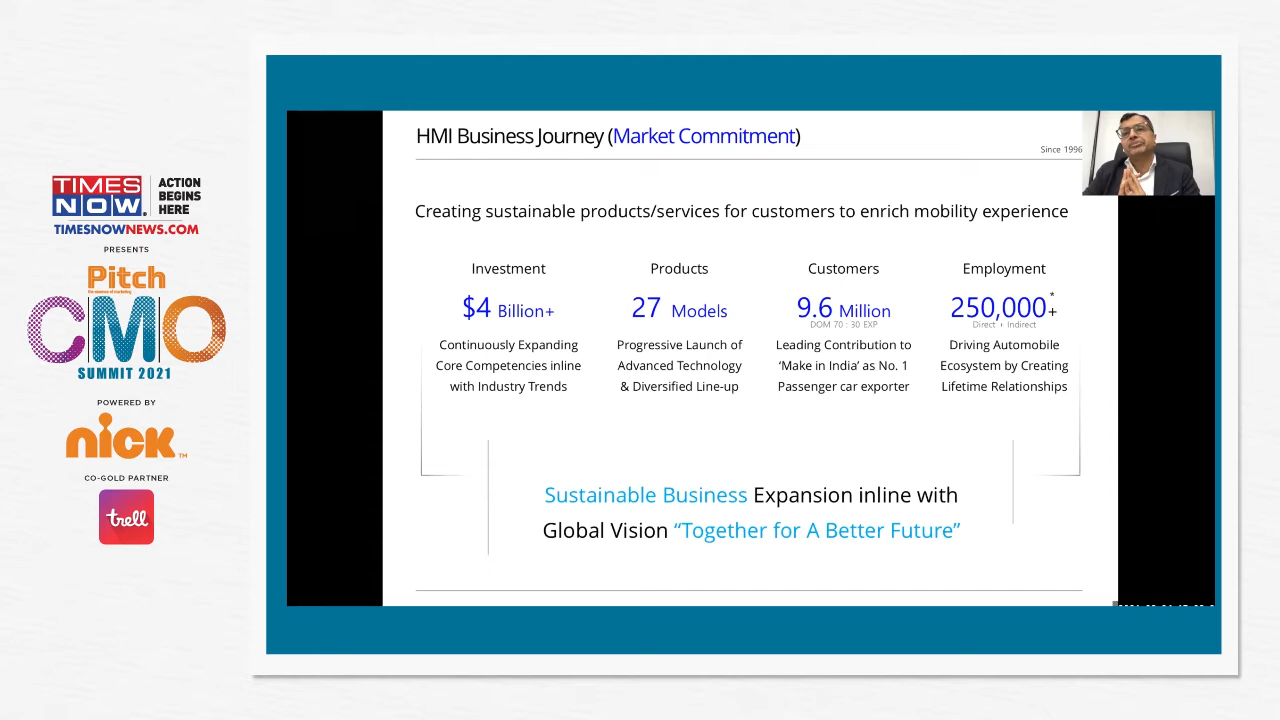 TIMES
NOW.
ACTION
BEGINS
HERE
TIMESNOWNEWS.COM
PRESENTS
Pitch
CMO
SUMMIT 2021
POWERED BY
nick
TM
CO-GOLD PARTNER
trell
HMI Business Journey (Market Commitment)
Since 1996
Creating sustainable products/services for customers to enrich mobility experience
Investment
$4 Billion+
Continuously Expanding
Core Competencies inline
with Industry Trends
Products
27 Models
Progressive Launch of
Advanced Technology
& Diversified Line-up
Customers
9.6 Million
DOM 70 : 30 EXP
Leading Contribution to
‘Make in India’ as No. 1
Passenger car exporter
Employment
250,000+*
Direct + Indirect
Driving Automobile
Ecosystem by Creating
Lifetime Relationships
Sustainable Business Expansion inline with
Global Vision “Together for A Better Future”